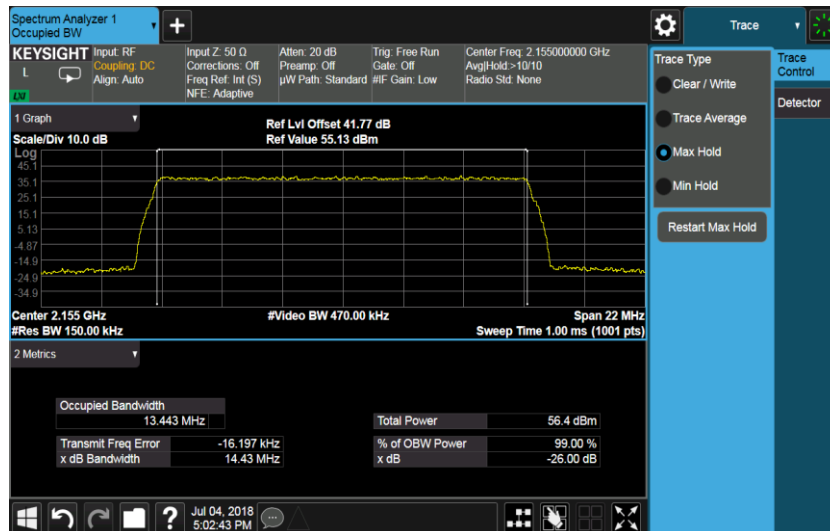 Spectrum Analyzer 1
Occupied BW
+
Trace
KEYSIGHT
L
LXI
Input: RF
Coupling: DC
Align: Auto
Input Z: 50 Ω
Corrections: Off
Freq Ref: Int (S)
NFE: Adaptive
Atten: 20 dB
Preamp: Off
µW Path: Standard
Trig: Free Run
Gate: Off
#IF Gain: Low
Center Freq: 2.155000000 GHz
Avg|Hold:>10/10
Radio Std: None
1 Graph
Scale/Div 10.0 dB
Ref Lvl Offset 41.77 dB
Ref Value 55.13 dBm
Log
45.1
35.1
25.1
15.1
5.13
-4.87
-14.9
-24.9
-34.9
Center 2.155 GHz
#Video BW 470.00 kHz
Span 22 MHz
#Res BW 150.00 kHz
Sweep Time 1.00 ms (1001 pts)
2 Metrics
Occupied Bandwidth
13.443 MHz
Total Power 56.4 dBm
Transmit Freq Error -16.197 kHz
% of OBW Power 99.00 %
x dB Bandwidth 14.43 MHz
x dB -26.00 dB
?
Jul 04, 2018
5:02:43 PM
Trace Type
Clear / Write
Trace Average
Max Hold
Min Hold
Restart Max Hold
Trace
Control
Detector